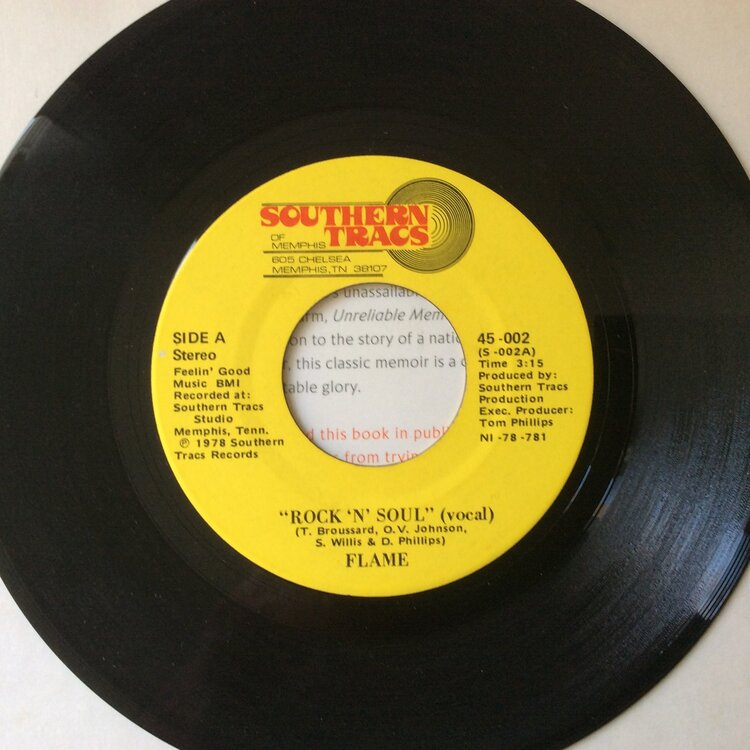 SOUTHERN
OF MEMPHIS TRACS
605 CHELSEA
MEMPHIS, TN 38107
SIDE A
Stereo
Feelin' Good
Music BMI
Recorded at:
Southern Tracs
Studio
Memphis, Tenn.
℗ 1978 Southern
Tracs Records
unassailab
rm, Unreliable Mem
on to the story of a natio
, this classic memoir is a c
table glory.
d this book in publ
from trying
45-002
(S-002A)
Time 3:15
Produced by:
Southern Tracs
Production
Exec. Producer:
Tom Phillips
NI-78-781
"ROCK 'N' SOUL" (vocal)
(T. Broussard, O.V. Johnson,
S. Willis & D. Phillips)
FLAME